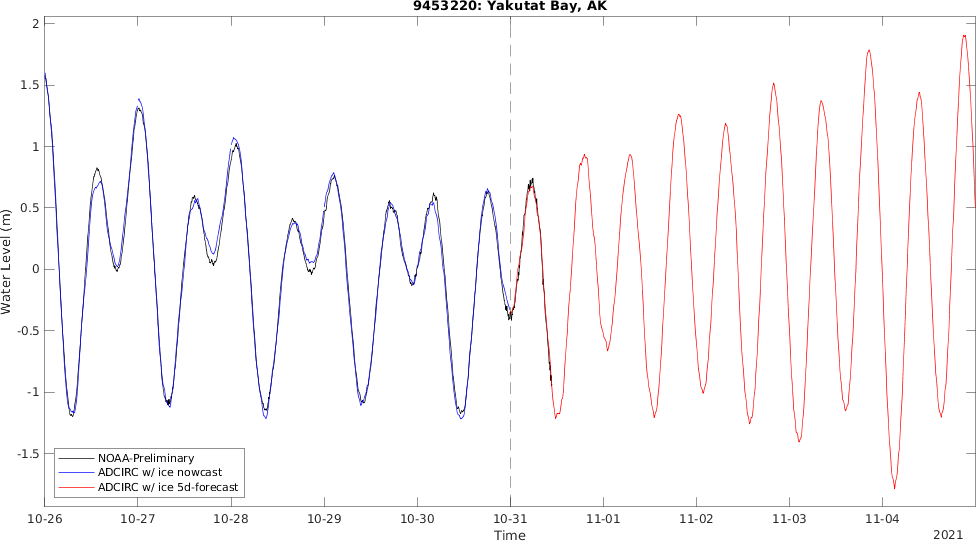 9453220: Yakutat Bay, AK
2
1.5
1
0.5
0
-0.5
-1
-1.5
Water Level (m)
NOAA-Preliminary
ADCIRC w/ ice nowcast
ADCIRC w/ ice 5d-forecast
10-26 10-27 10-28 10-29 10-30 10-31 11-01 11-02 11-03 11-04
Time
2021